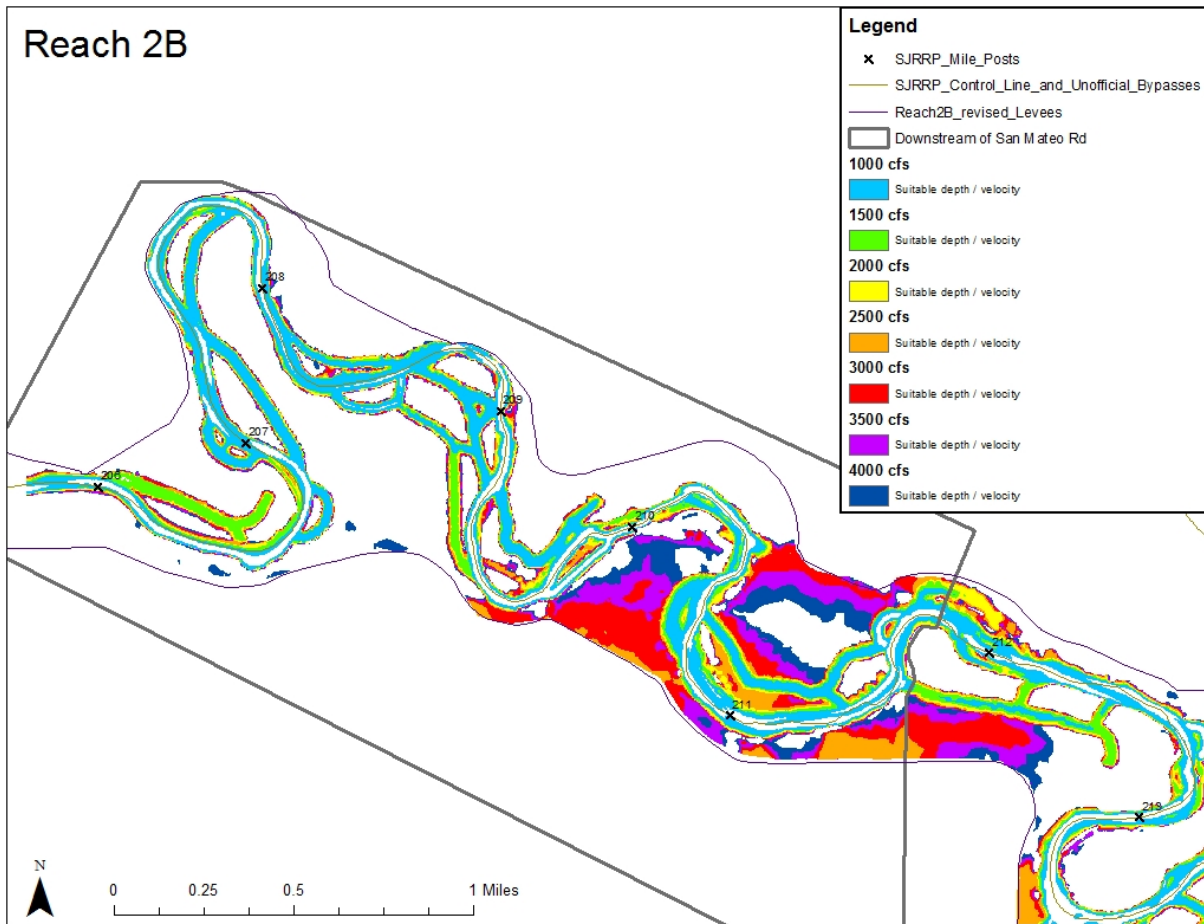 Reach 2B
Legend
SJRRP_Mile_Posts
SJRRP_Control_Line_and_Unofficial_Bypasses
Reach2B_revised_Levees
Downstream of San Mateo Rd
1000 cfs
Suitable depth / velocity
1500 cfs
Suitable depth / velocity
2000 cfs
Suitable depth / velocity
2500 cfs
Suitable depth / velocity
3000 cfs
Suitable depth / velocity
3500 cfs
Suitable depth / velocity
4000 cfs
Suitable depth / velocity
208
209
207
206
210
212
211
213
N
0 0.25 0.5 1 Miles